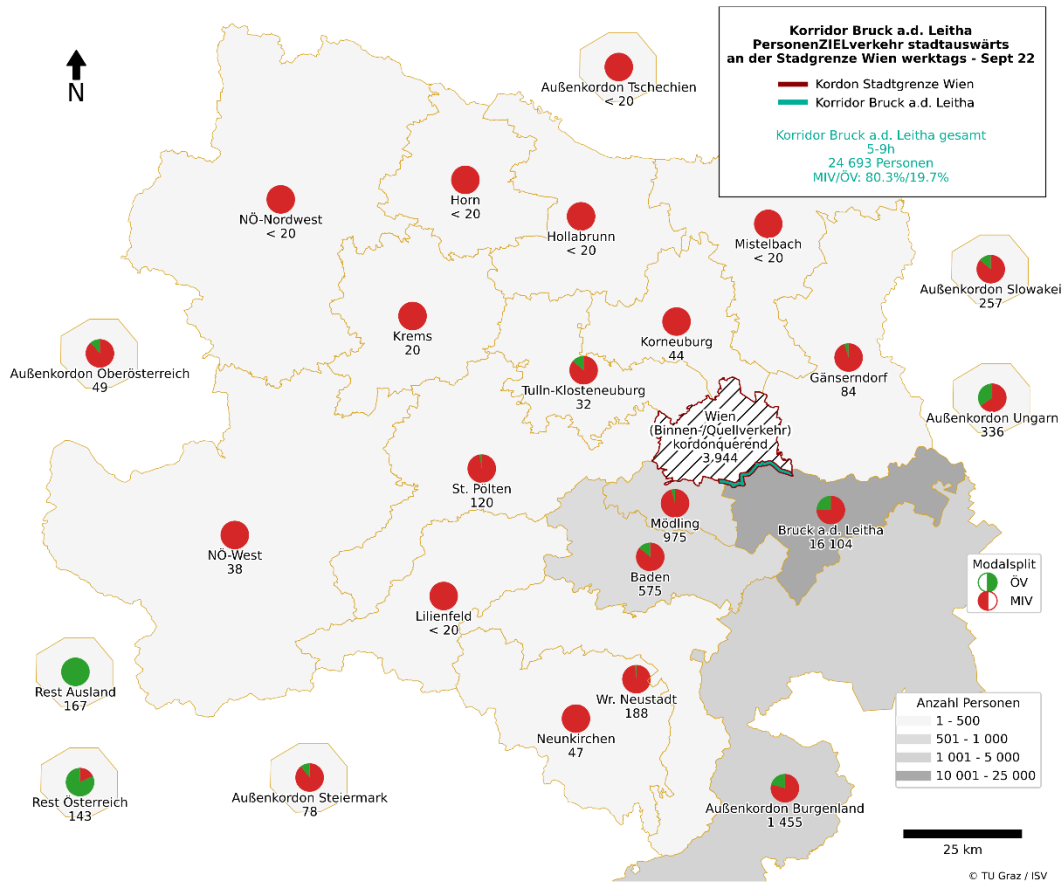 Korridor Bruck a.d. Leitha
PersonenZIELverkehr stadtauswärts
an der Stadgrenze Wien werktags - Sept 22
Kordon Stadtgrenze Wien
Korridor Bruck a.d. Leitha
Korridor Bruck a.d. Leitha gesamt
5-9h
24 693 Personen
MIV/ÖV: 80.3%/19.7%
N
Außenkordon Tschechien
< 20
Horn
< 20
NÖ-Nordwest
< 20
Hollabrunn
< 20
Mistelbach
< 20
Außenkordon Slowakei
257
Krems
20
Korneuburg
44
Außenkordon Oberösterreich
49
Gänserndorf
84
Tulln-Klosteneuburg
32
Außenkordon Ungarn
336
Wien
(Binnen-/Quellverkehr)
kordonquerend
3 944
St. Pölten
120
Mödling
975
Bruck a.d. Leitha
16 104
NÖ-West
38
Baden
575
Modalsplit
ÖV
MIV
Lilienfeld
< 20
Rest Ausland
167
Wr. Neustadt
188
Neunkirchen
47
Anzahl Personen
1 - 500
501 - 1 000
1 001 - 5 000
10 001 - 25 000
Rest Österreich
143
Außenkordon Steiermark
78
Außenkordon Burgenland
1 455
25 km
© TU Graz / ISV